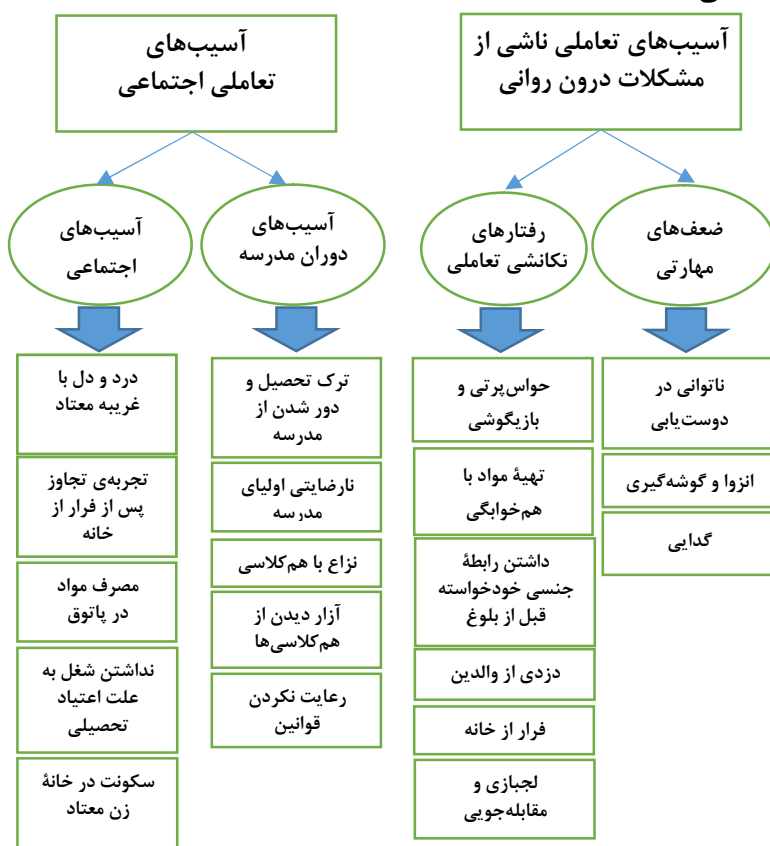 آسیب‌های تعاملی ناشی از
مشکلات درون روانی
آسیب‌های
تعاملی اجتماعی
ضعف‌های
مهارتی
رفتارهای
تکانشی تعاملی
آسیب‌های
دوران مدرسه
آسیب‌های
اجتماعی
ناتوانی در
دوست‌یابی
انزوا و گوشه‌گیری
گدایی
حواس‌پرتی و
بازیگوشی
تهیۀ مواد با
هم‌خوابگی
داشتن رابطۀ
جنسی خودخواسته
قبل از بلوغ
دزدی از والدین
فرار از خانه
لجبازی و
مقابله‌جویی
ترک تحصیل و
دور شدن از
مدرسه
نارضایتی اولیای
مدرسه
نزاع با هم‌کلاسی
آزار دیدن از
هم‌کلاسی‌ها
رعایت نکردن
قوانین
درد و دل با
غریبه معتاد
تجربه‌ی تجاوز
پس از فرار از
خانه
مصرف مواد
در پاتوق
نداشتن شغل به
علت اعتیاد
تحصیلی
سکونت در خانۀ
زن معتاد